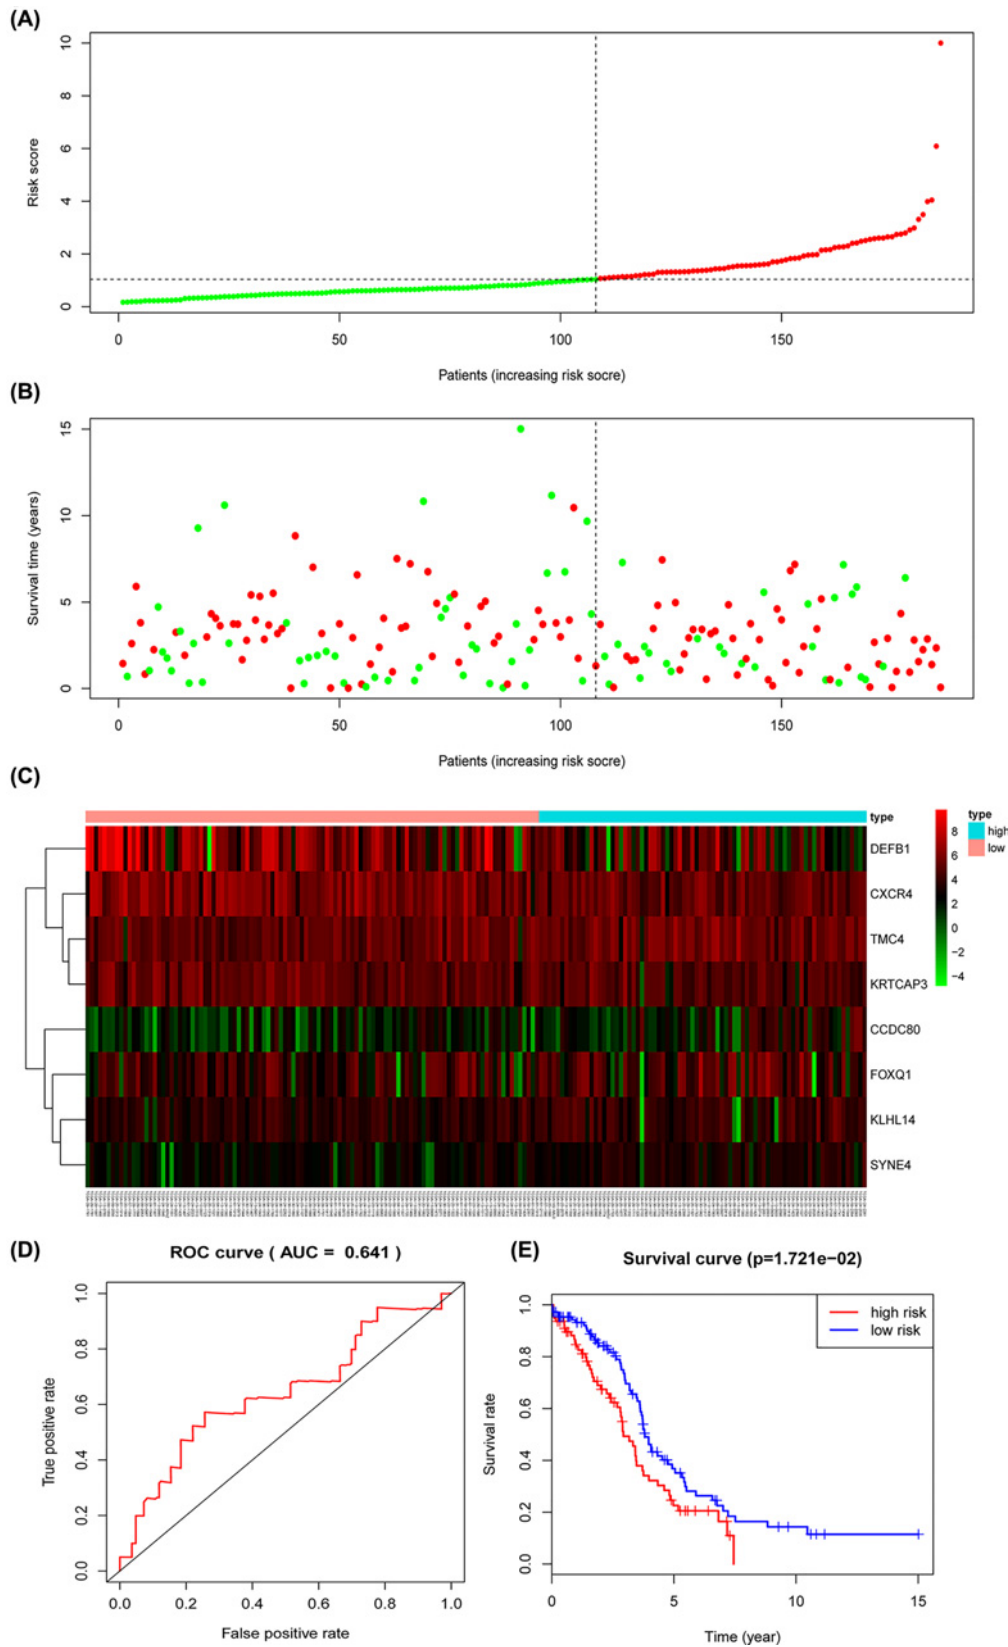 (A)
10
8
6
4
2
0
Risk score
0 50 100 150
Patients (increasing risk socre)
(B)
15
10
5
0
Survival time (years)
0 50 100 150
Patients (increasing risk socre)
(C)
type
DEFB1
CXCR4
TMC4
KRTCAP3
CCDC80
FOXQ1
KLHL14
SYNE4
8
6
4
2
0
−2
−4
type
high
low
(D)
ROC curve ( AUC = 0.641 )
1.0
0.8
0.6
0.4
0.2
0.0
True positive rate
0.0 0.2 0.4 0.6 0.8 1.0
False positive rate
(E)
Survival curve (p=1.721e−02)
high risk
low risk
1.0
0.8
0.6
0.4
0.2
0.0
Survival rate
0 5 10 15
Time (year)